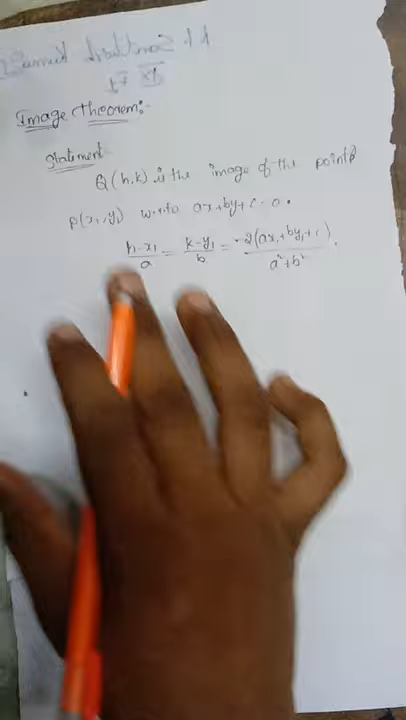 Image Theorem:-
Statement
Q(h,k) is the image of the point P
P(x₁,y₁) w.r.to ax+by+c=0.
h-x₁/a = k-y₁/b = -2(ax₁+by₁+c)/a²+b².